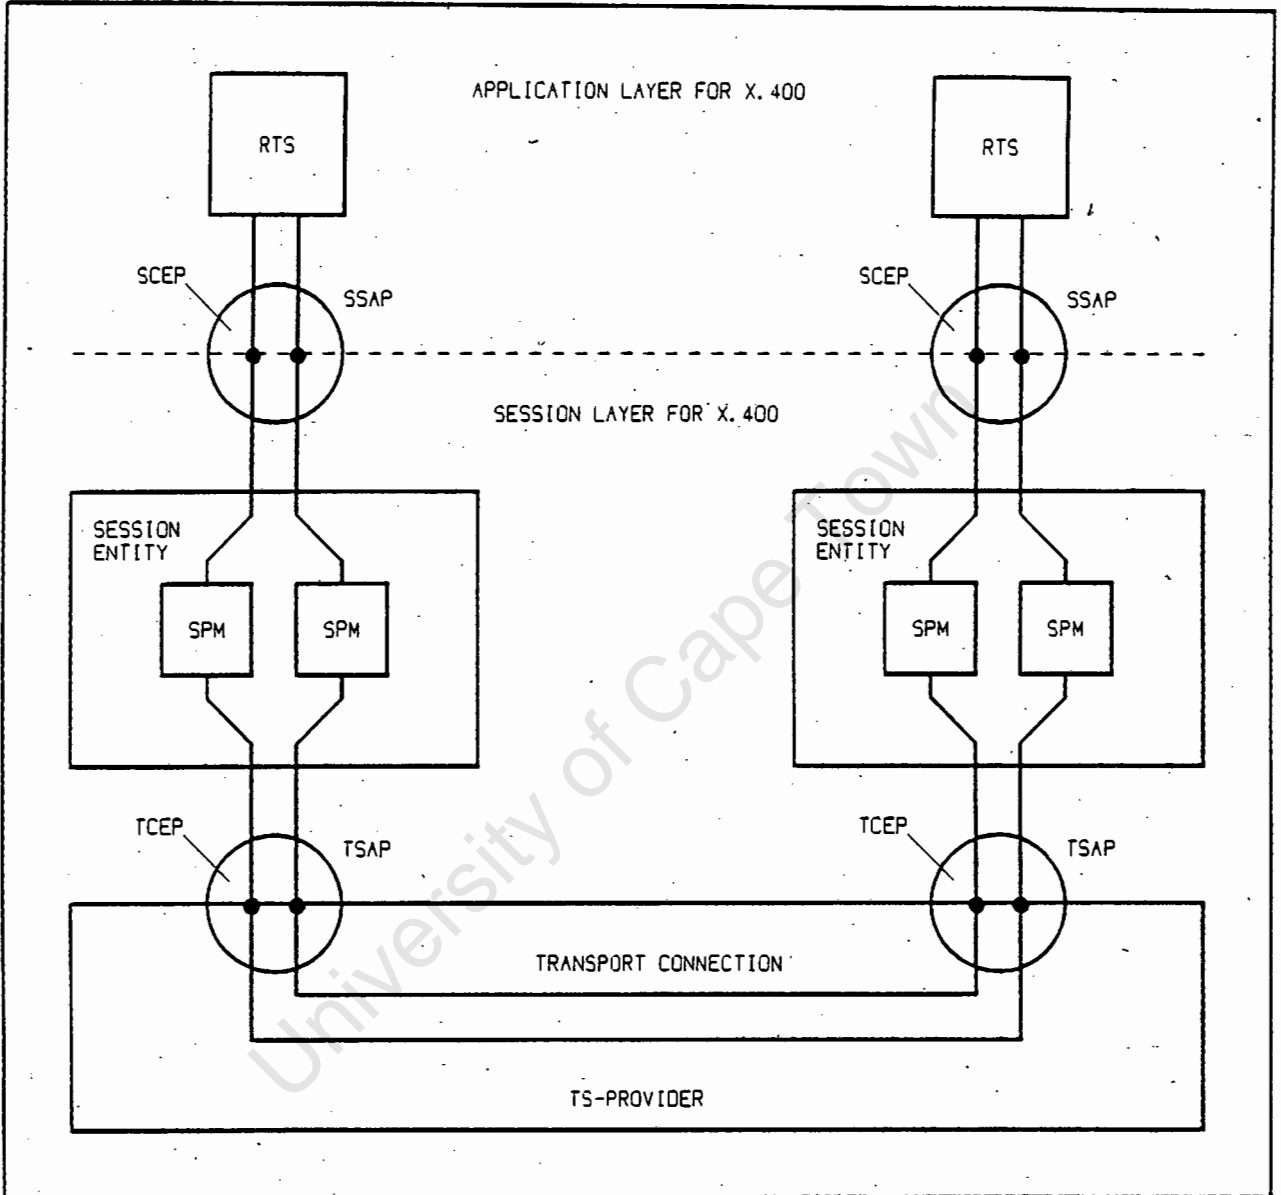 APPLICATION LAYER FOR X.400
RTS
RTS
SCEP
SSAP
SCEP
SSAP
SESSION LAYER FOR X.400
SESSION
ENTITY
SPM
SPM
SESSION
ENTITY
SPM
SPM
TCEP
TSAP
TCEP
TSAP
TRANSPORT CONNECTION
TS-PROVIDER
University of Cape Town